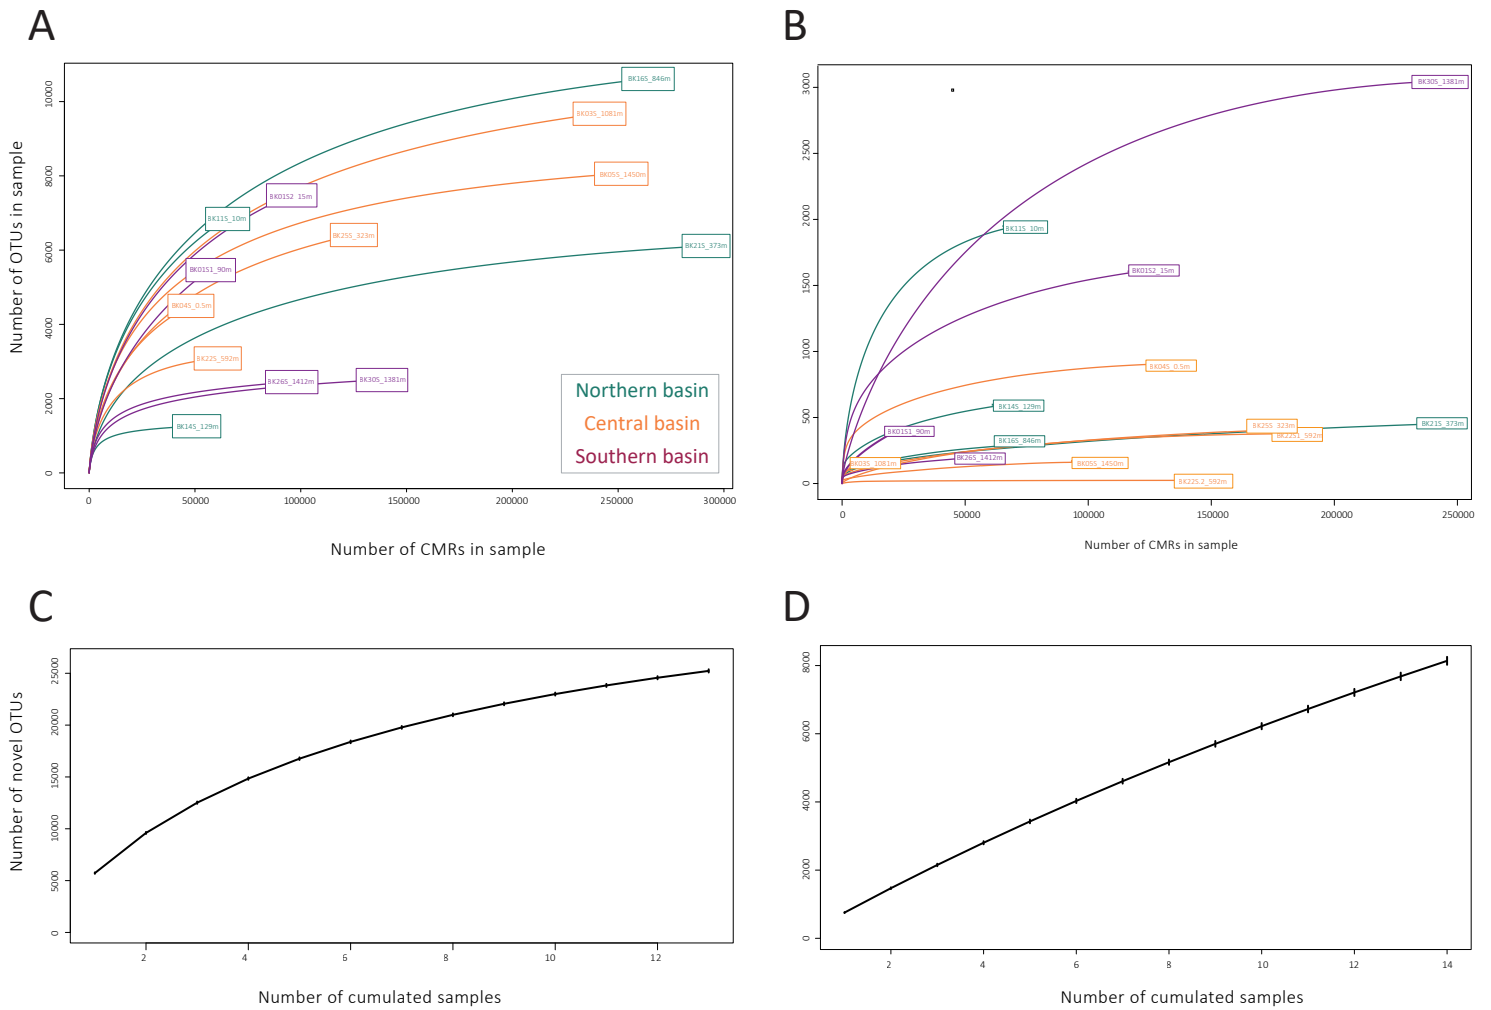 A
B
BK16S_846m
BK03S_1081m
BK05S_1450m
BK01S2_15m
BK11S_10m
BK25S_323m
BK21S_373m
BK01S1_90m
BK04S_0.5m
BK22S_592m
BK26S_1412m
BK30S_1381m
BK14S_129m
Northern basin
Central basin
Southern basin
Number of OTUs in sample
0
2000
4000
6000
8000
10000
0
50000
100000
150000
200000
250000
300000
Number of CMRs in sample
BK30S_1381m
BK11S_10m
BK01S2_15m
BK04S_0.5m
BK14S_129m
BK01S1_90m
BK16S_846m
BK25S_323m
BK22S1_592m
BK21S_373m
BK03S_1081m
BK26S_1412m
BK05S_1450m
BK22S.2_592m
0
500
1000
1500
2000
2500
3000
0
50000
100000
150000
200000
250000
Number of CMRs in sample
C
D
Number of novel OTUs
0
5000
10000
15000
20000
25000
2
4
6
8
10
12
Number of cumulated samples
0
2000
4000
6000
8000
2
4
6
8
10
12
14
Number of cumulated samples